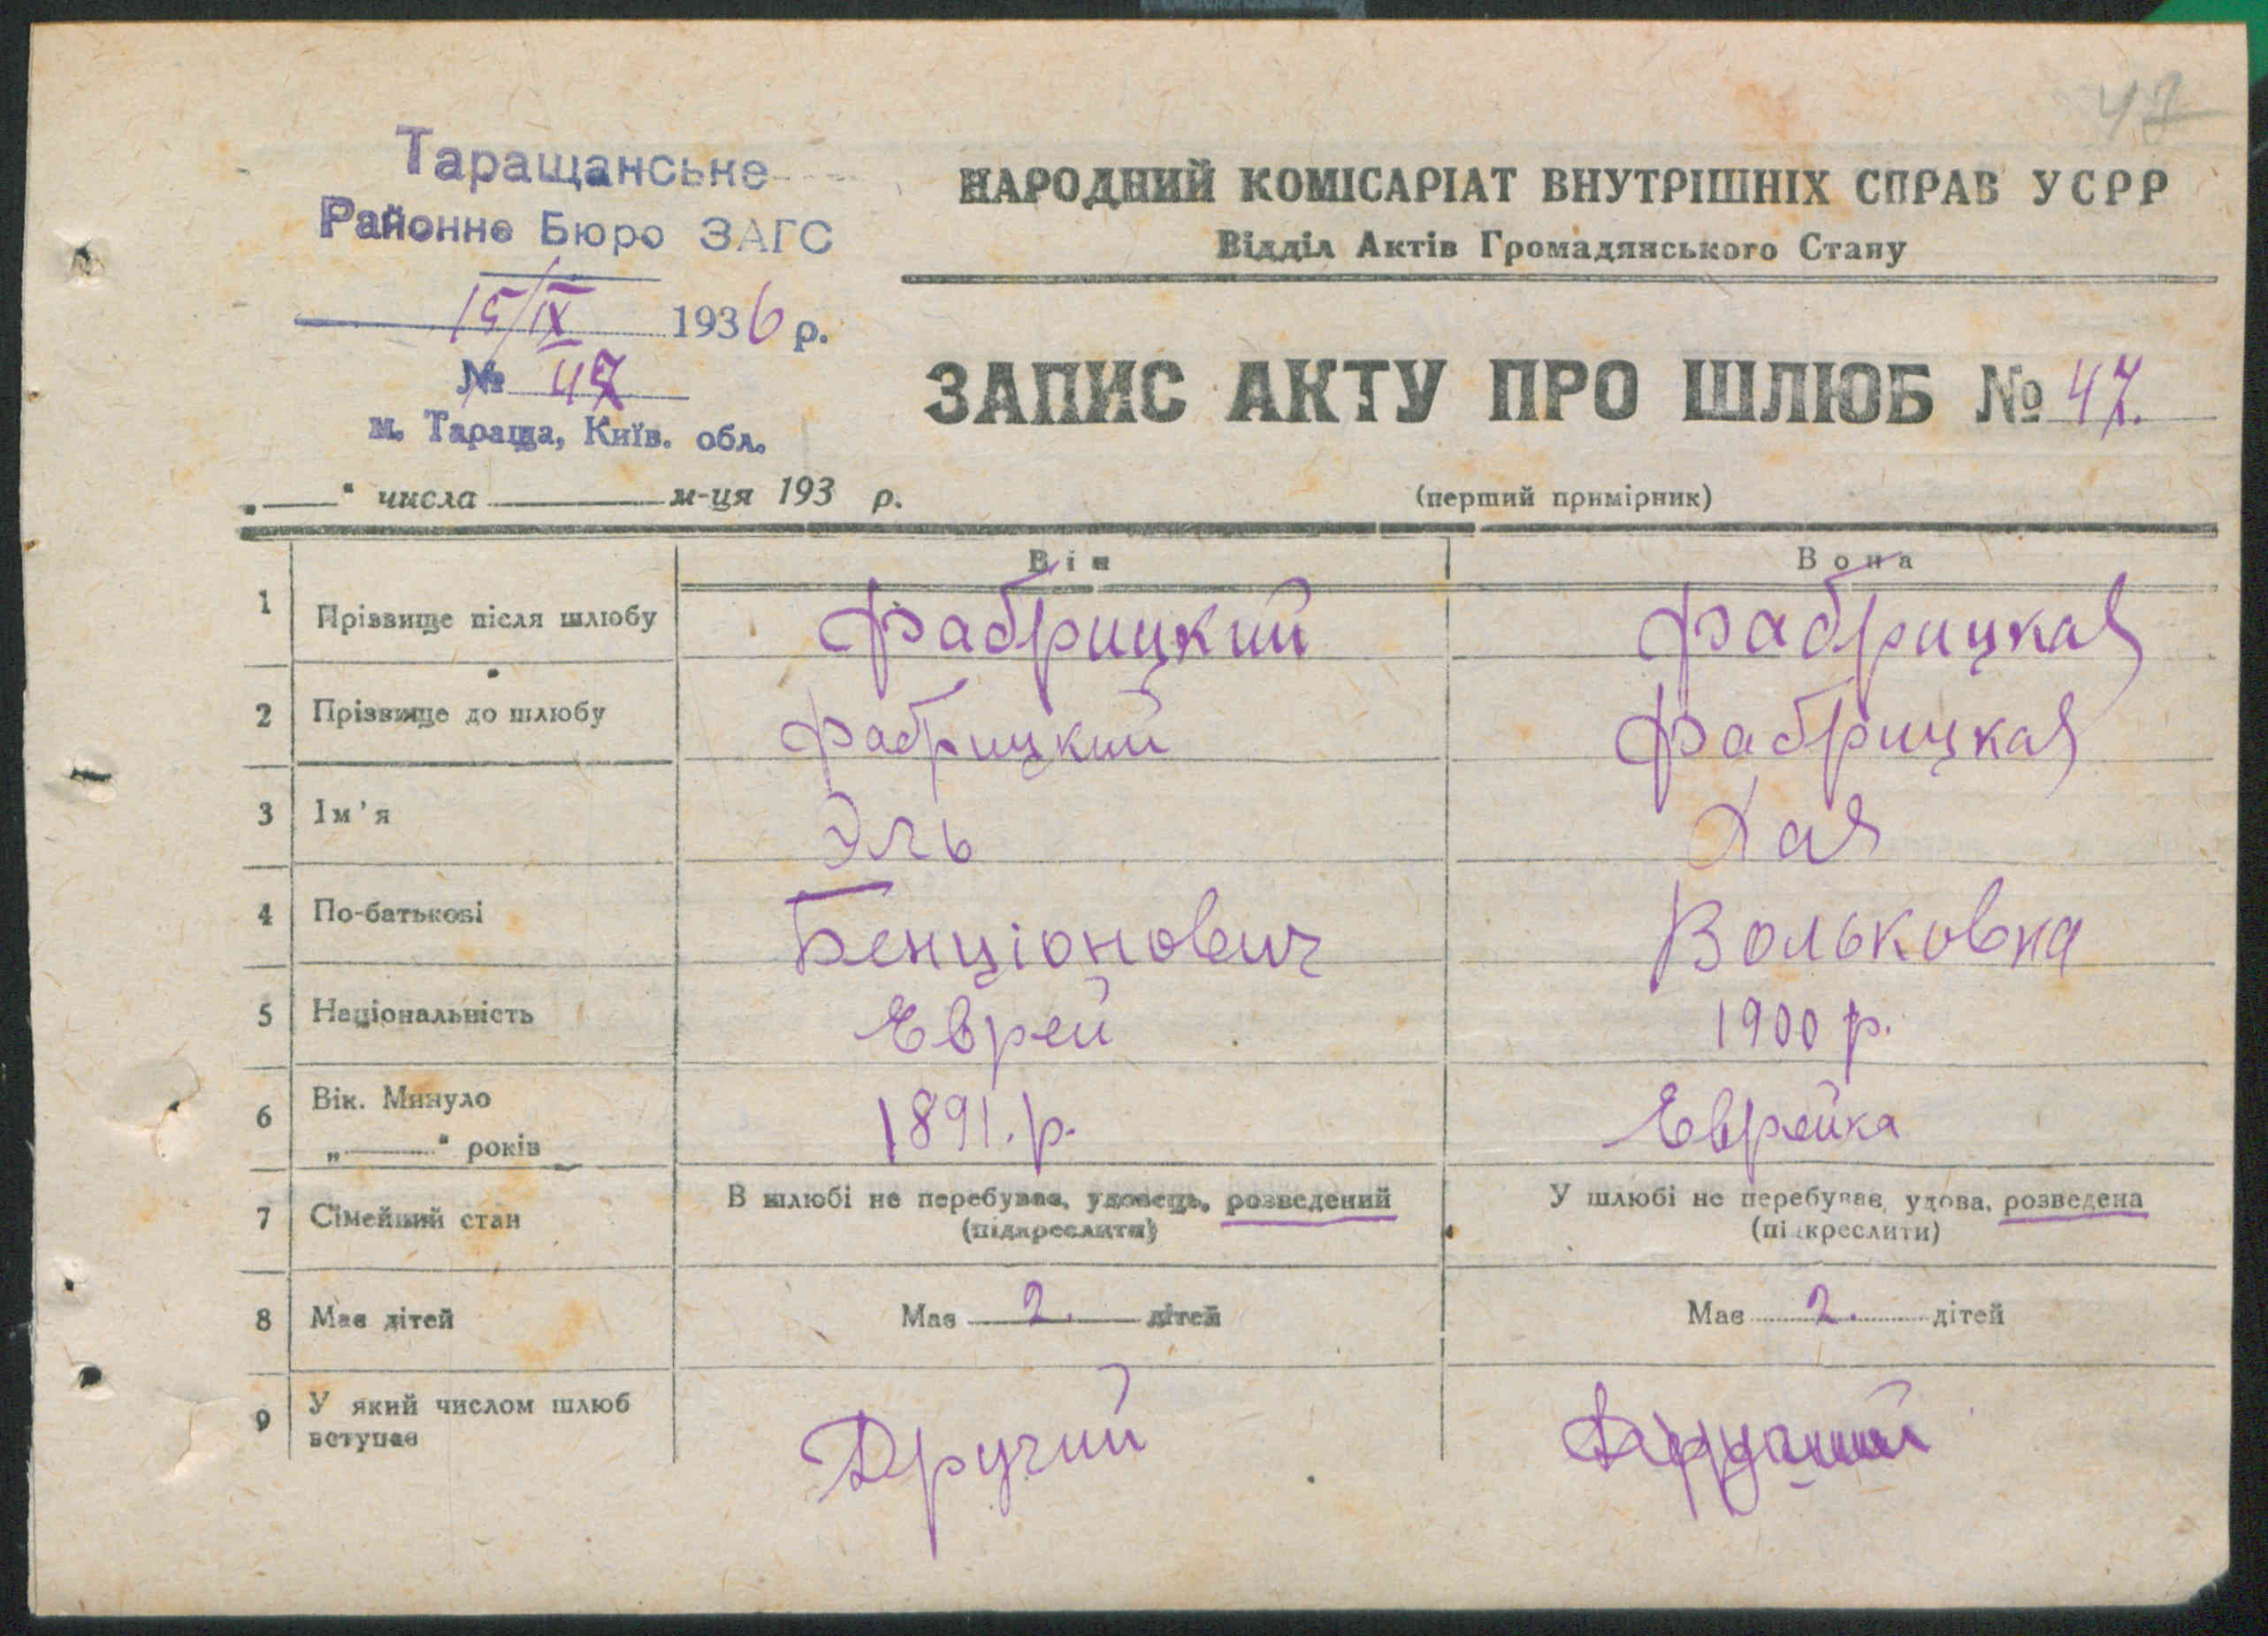 47
Таращанське
Районне Бюро ЗАГС
15/IX 1936 р.
№ 47
м. Тараща, Київ. обл.
НАРОДНИЙ КОМІСАРІАТ ВНУТРІШНІХ СПРАВ УСРР
Відділ Актів Громадянського Стану
ЗАПИС АКТУ ПРО ШЛЮБ № 47.
„ “ числа м-ця 193 р.
(перший примірник)
Він Вона
1 Прізвище після шлюбу Фабрицкий Фабрицкая
2 Прізвище до шлюбу Фабрицкий Фабрицкая
3 Ім'я Эль Хая
4 По-батькові Бенціонович Вольковна
5 Національність Еврей 1900 р.
6 Вік. Минуло
„ “ років 1891. р. Еврейка
7 Сімейний стан В шлюбі не перебував, удовець, розведений У шлюбі не перебував, удова, розведена
(підкреслити) (підкреслити)
8 Має дітей Має 2. дітей Має 2. дітей
9 У який числом шлюб
вступає Другий